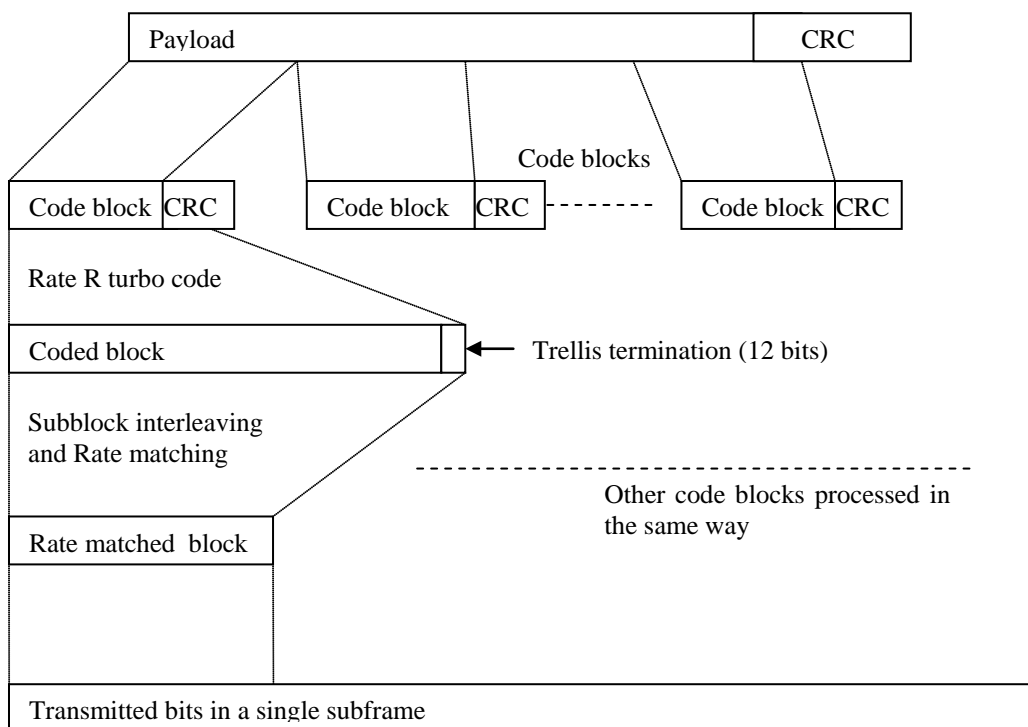 Payload
CRC
Code blocks
Code block CRC
Code block CRC
Code block CRC
Rate R turbo code
Coded block
Trellis termination (12 bits)
Subblock interleaving
and Rate matching
Other code blocks processed in
the same way
Rate matched block
Transmitted bits in a single subframe